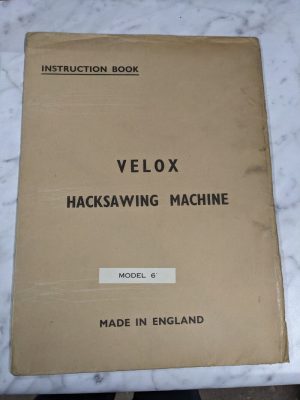 INSTRUCTION BOOK
VELOX
HACKSAWING MACHINE
MODEL 6"
MADE IN ENGLAND